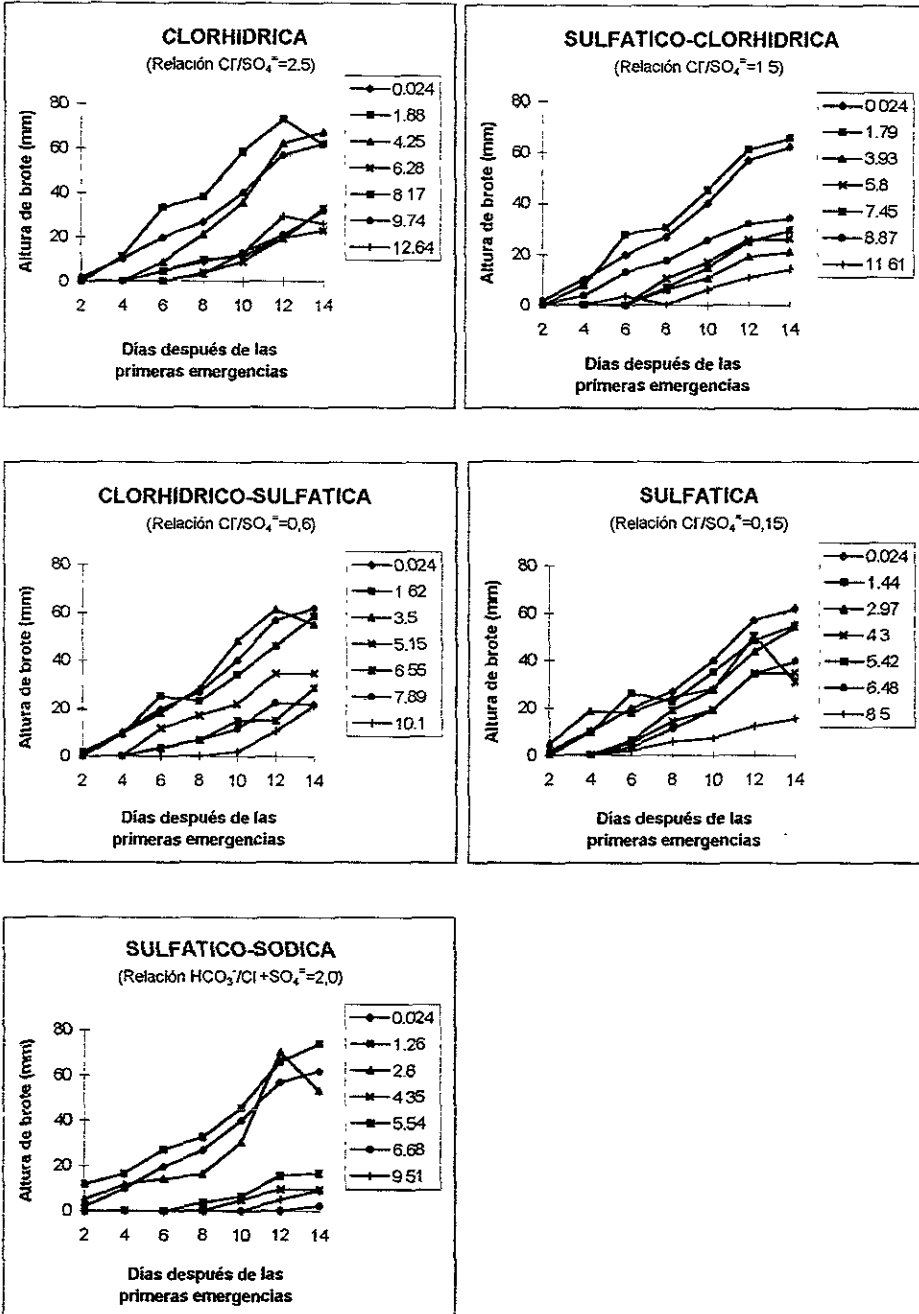 CLORHIDRICA
(Relación Cl⁻/SO₄⁼=2.5)
80
60
40
20
0
2 4 6 8 10 12 14
Altura de brote (mm)
Días después de las
primeras emergencias
0.024
1.88
4.25
6.28
8 17
9.74
12.64
SULFATICO-CLORHIDRICA
(Relación Cl⁻/SO₄⁼=1 5)
80
60
40
20
0
2 4 6 8 10 12 14
Altura de brote (mm)
Días después de las
primeras emergencias
0 024
1.79
3.93
5.8
7.45
8.87
11 61
CLORHIDRICO-SULFATICA
(Relación Cl⁻/SO₄⁼=0,6)
80
60
40
20
0
2 4 6 8 10 12 14
Altura de brote (mm)
Días después de las
primeras emergencias
0.024
1 62
3.5
5.15
6 55
7.89
10.1
SULFATICA
(Relación Cl⁻/SO₄⁼=0,15)
80
60
40
20
0
2 4 6 8 10 12 14
Altura de brote (mm)
Días después de las
primeras emergencias
0.024
1.44
2.97
4 3
5.42
6.48
8 5
SULFATICO-SODICA
(Relación HCO₃⁻/Cl +SO₄⁼=2,0)
80
60
40
20
0
2 4 6 8 10 12 14
Altura de brote (mm)
Días después de las
primeras emergencias
0.024
1.26
2.8
4 35
5.54
6.68
9 51